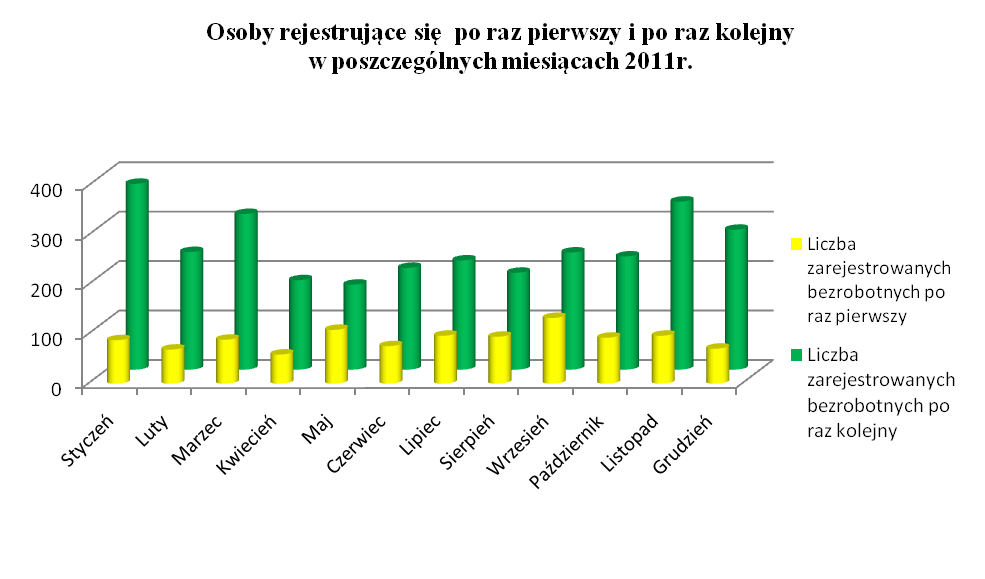 Osoby rejestrujące się  po raz pierwszy i po raz kolejny
w poszczególnych miesiącach 2011r.
400
300
200
100
0
Styczeń
Luty
Marzec
Kwiecień
Maj
Czerwiec
Lipiec
Sierpień
Wrzesień
Październik
Listopad
Grudzień
Liczba
zarejestrowanych
bezrobotnych po
raz pierwszy
Liczba
zarejestrowanych
bezrobotnych po
raz kolejny